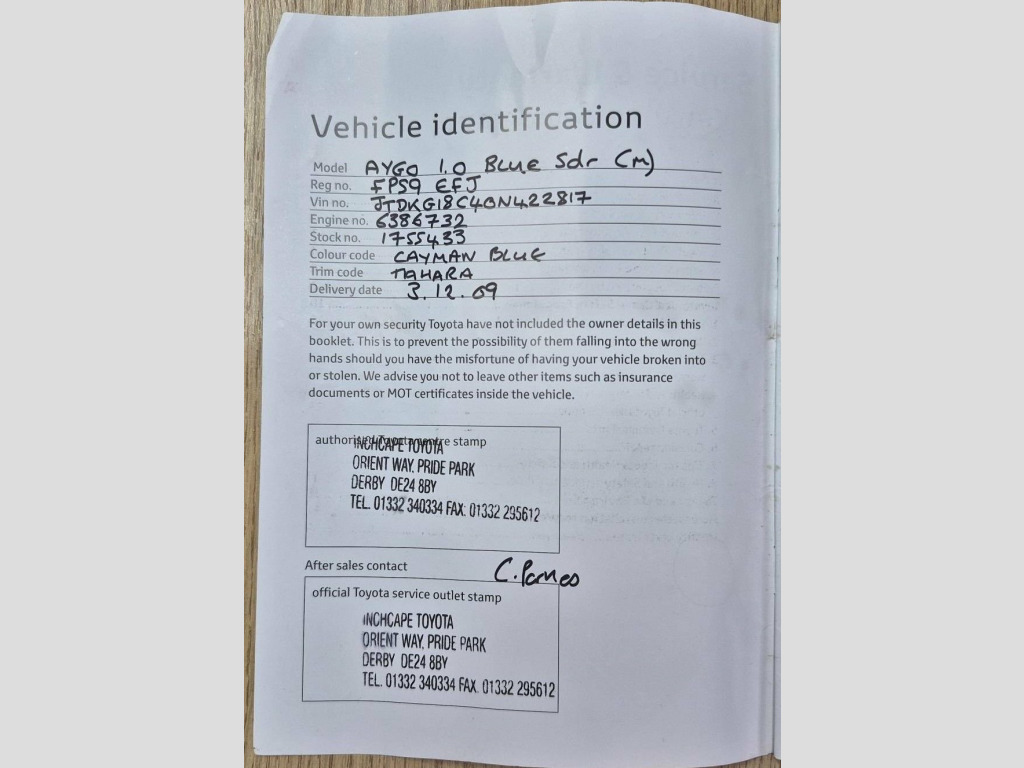 Vehicle identification
Model AYGO 1.0 BLUE 5dr (m)
Reg no. FP59 EFJ
Vin no. JTDKG18C40N422817
Engine no. 6386732
Stock no. 1755433
Colour code CAYMAN BLUE
Trim code TAHARA
Delivery date 3.12.09
For your own security Toyota have not included the owner details in this
booklet. This is to prevent the possibility of them falling into the wrong
hands should you have the misfortune of having your vehicle broken into
or stolen. We advise you not to leave other items such as insurance
documents or MOT certificates inside the vehicle.
authorised Toyota centre stamp
INCHCAPE TOYOTA
ORIENT WAY, PRIDE PARK
DERBY DE24 8BY
TEL. 01332 340334 FAX: 01332 295612
After sales contact C.
official Toyota service outlet stamp
INCHCAPE TOYOTA
ORIENT WAY, PRIDE PARK
DERBY DE24 8BY
TEL. 01332 340334 FAX. 01332 295612